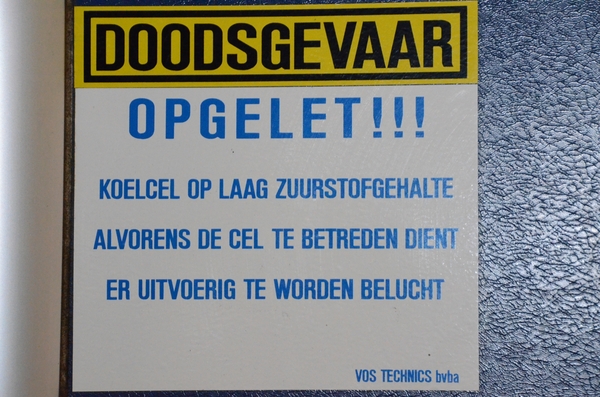 DOODSGEVAAR
OPGELET!!!
KOELCEL OP LAAG ZUURSTOFGEHALTE
ALVORENS DE CEL TE BETREDEN DIENT
ER UITVOERIG TE WORDEN BELUCHT
VOS TECHNICS bvba